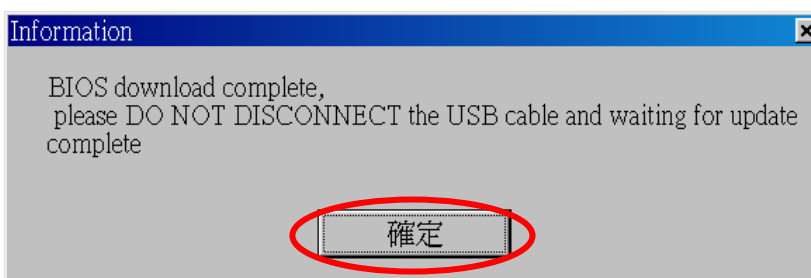 Information
BIOS download complete,
please DO NOT DISCONNECT the USB cable and waiting for update
complete
確定